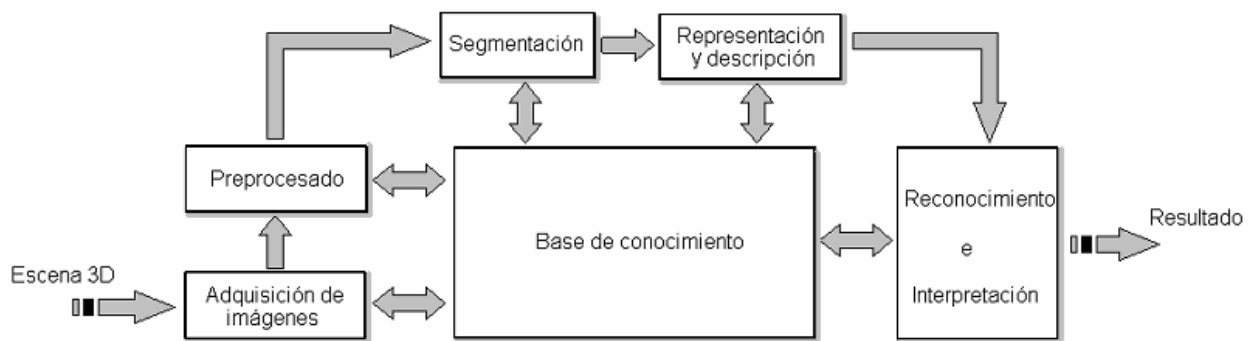 Segmentación
Representación
y descripción
Preprocesado
Base de conocimiento
Reconocimiento
e
Interpretación
Resultado
Escena 3D
Adquisición de
imágenes